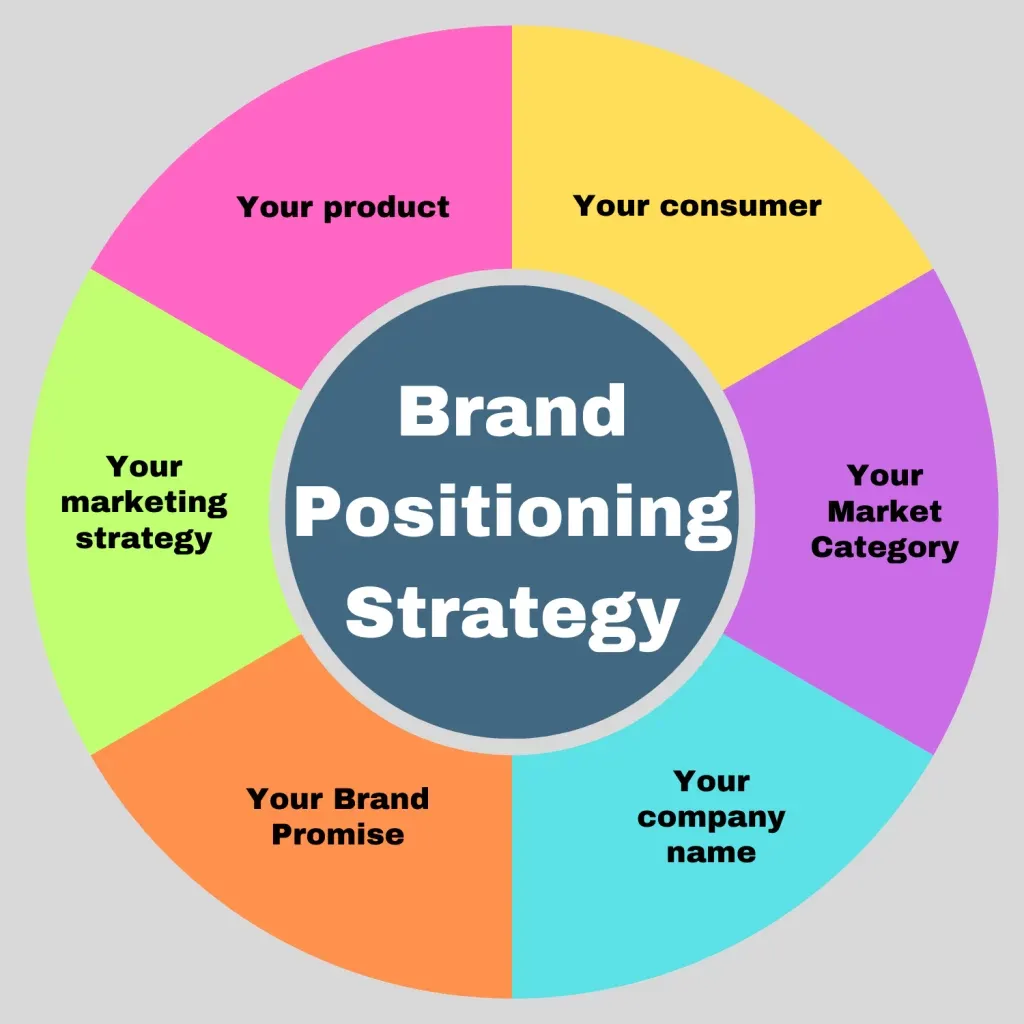 Your product
Your consumer
Your
marketing
strategy
Brand
Positioning
Strategy
Your
Market
Category
Your Brand
Promise
Your
company
name